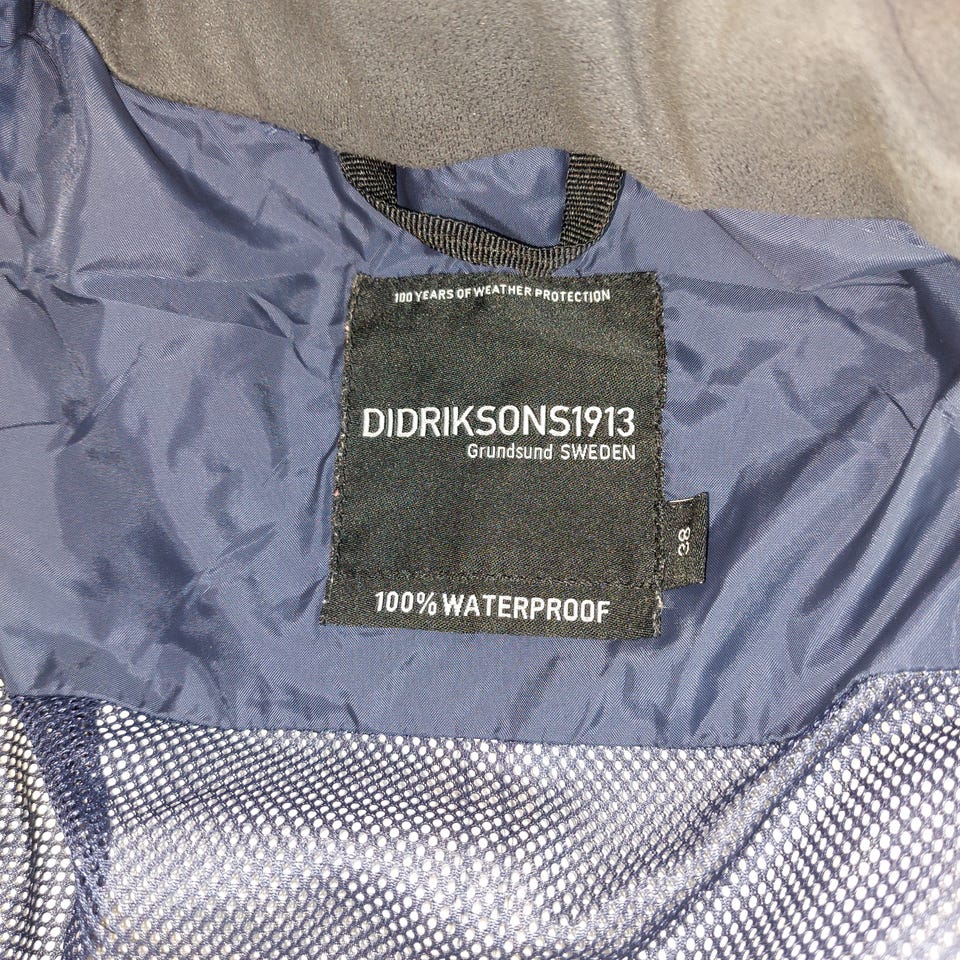 100 YEARS OF WEATHER PROTECTION
DIDRIKSONS1913
Grundsund SWEDEN
38
100% WATERPROOF